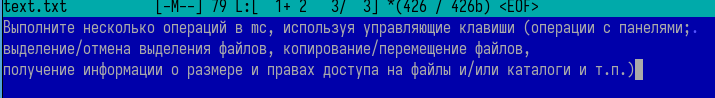 text.txt [-M--] 79 L:[ 1+ 2 3/ 3] *(426 / 426b) <EOF>
Выполните несколько операций в mc, используя управляющие клавиши (операции с панелями;.
выделение/отмена выделения файлов, копирование/перемещение файлов,
получение информации о размере и правах доступа на файлы и/или каталоги и т.п.)